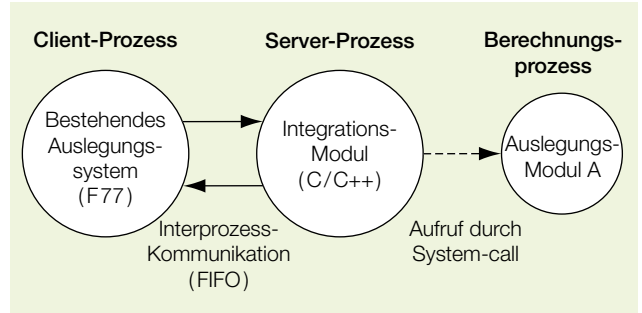 Client-Prozess
Server-Prozess
Berechnungs-
prozess
Bestehendes
Auslegungs-
system
(F77)
Integrations-
Modul
(C/C++)
Auslegungs-
Modul A
Interprozess-
Kommunikation
(FIFO)
Aufruf durch
System-call